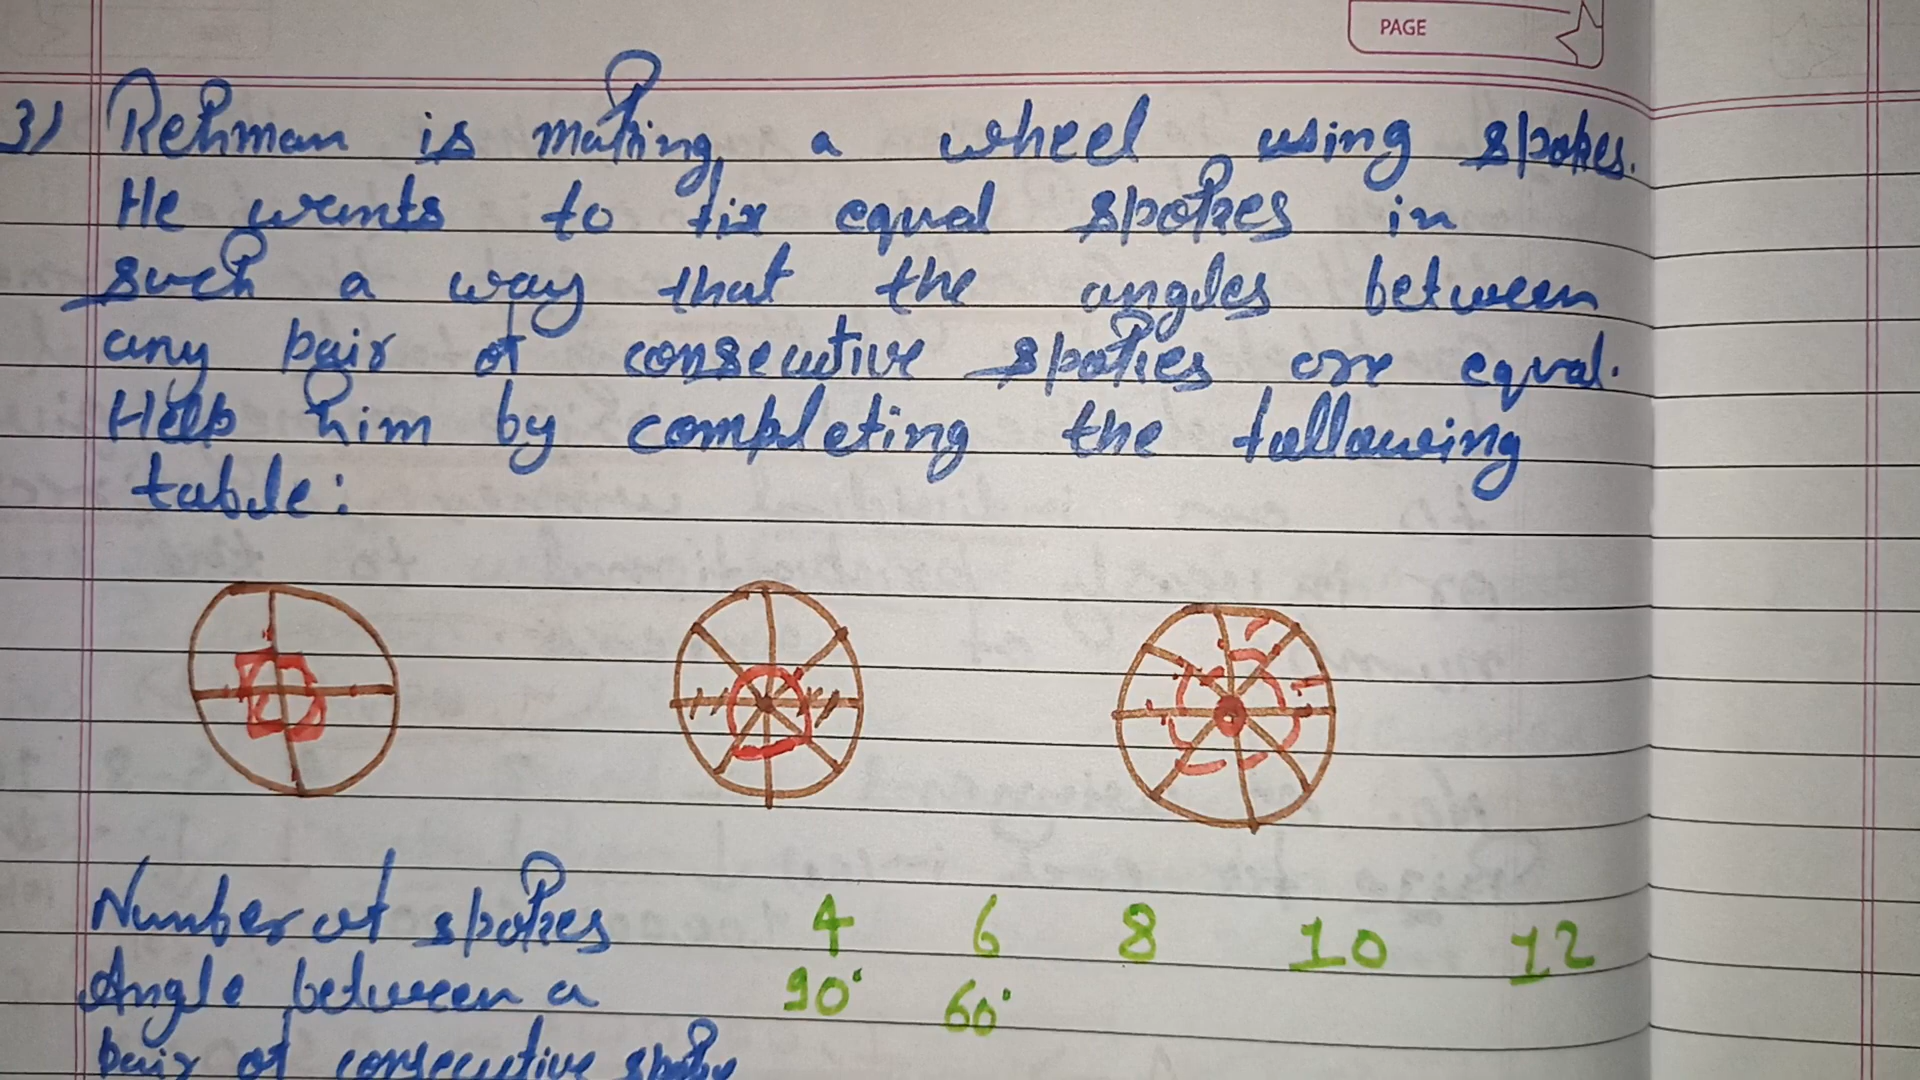 PAGE
3) Rehman is making a wheel using spokes.
He wants to fix equal spokes in
such a way that the angles between
any pair of consecutive spokes are equal.
Help him by completing the following
table:
Number of spokes 4 6 8 10 12
Angle between a 90° 60°
pair of consecutive spokes